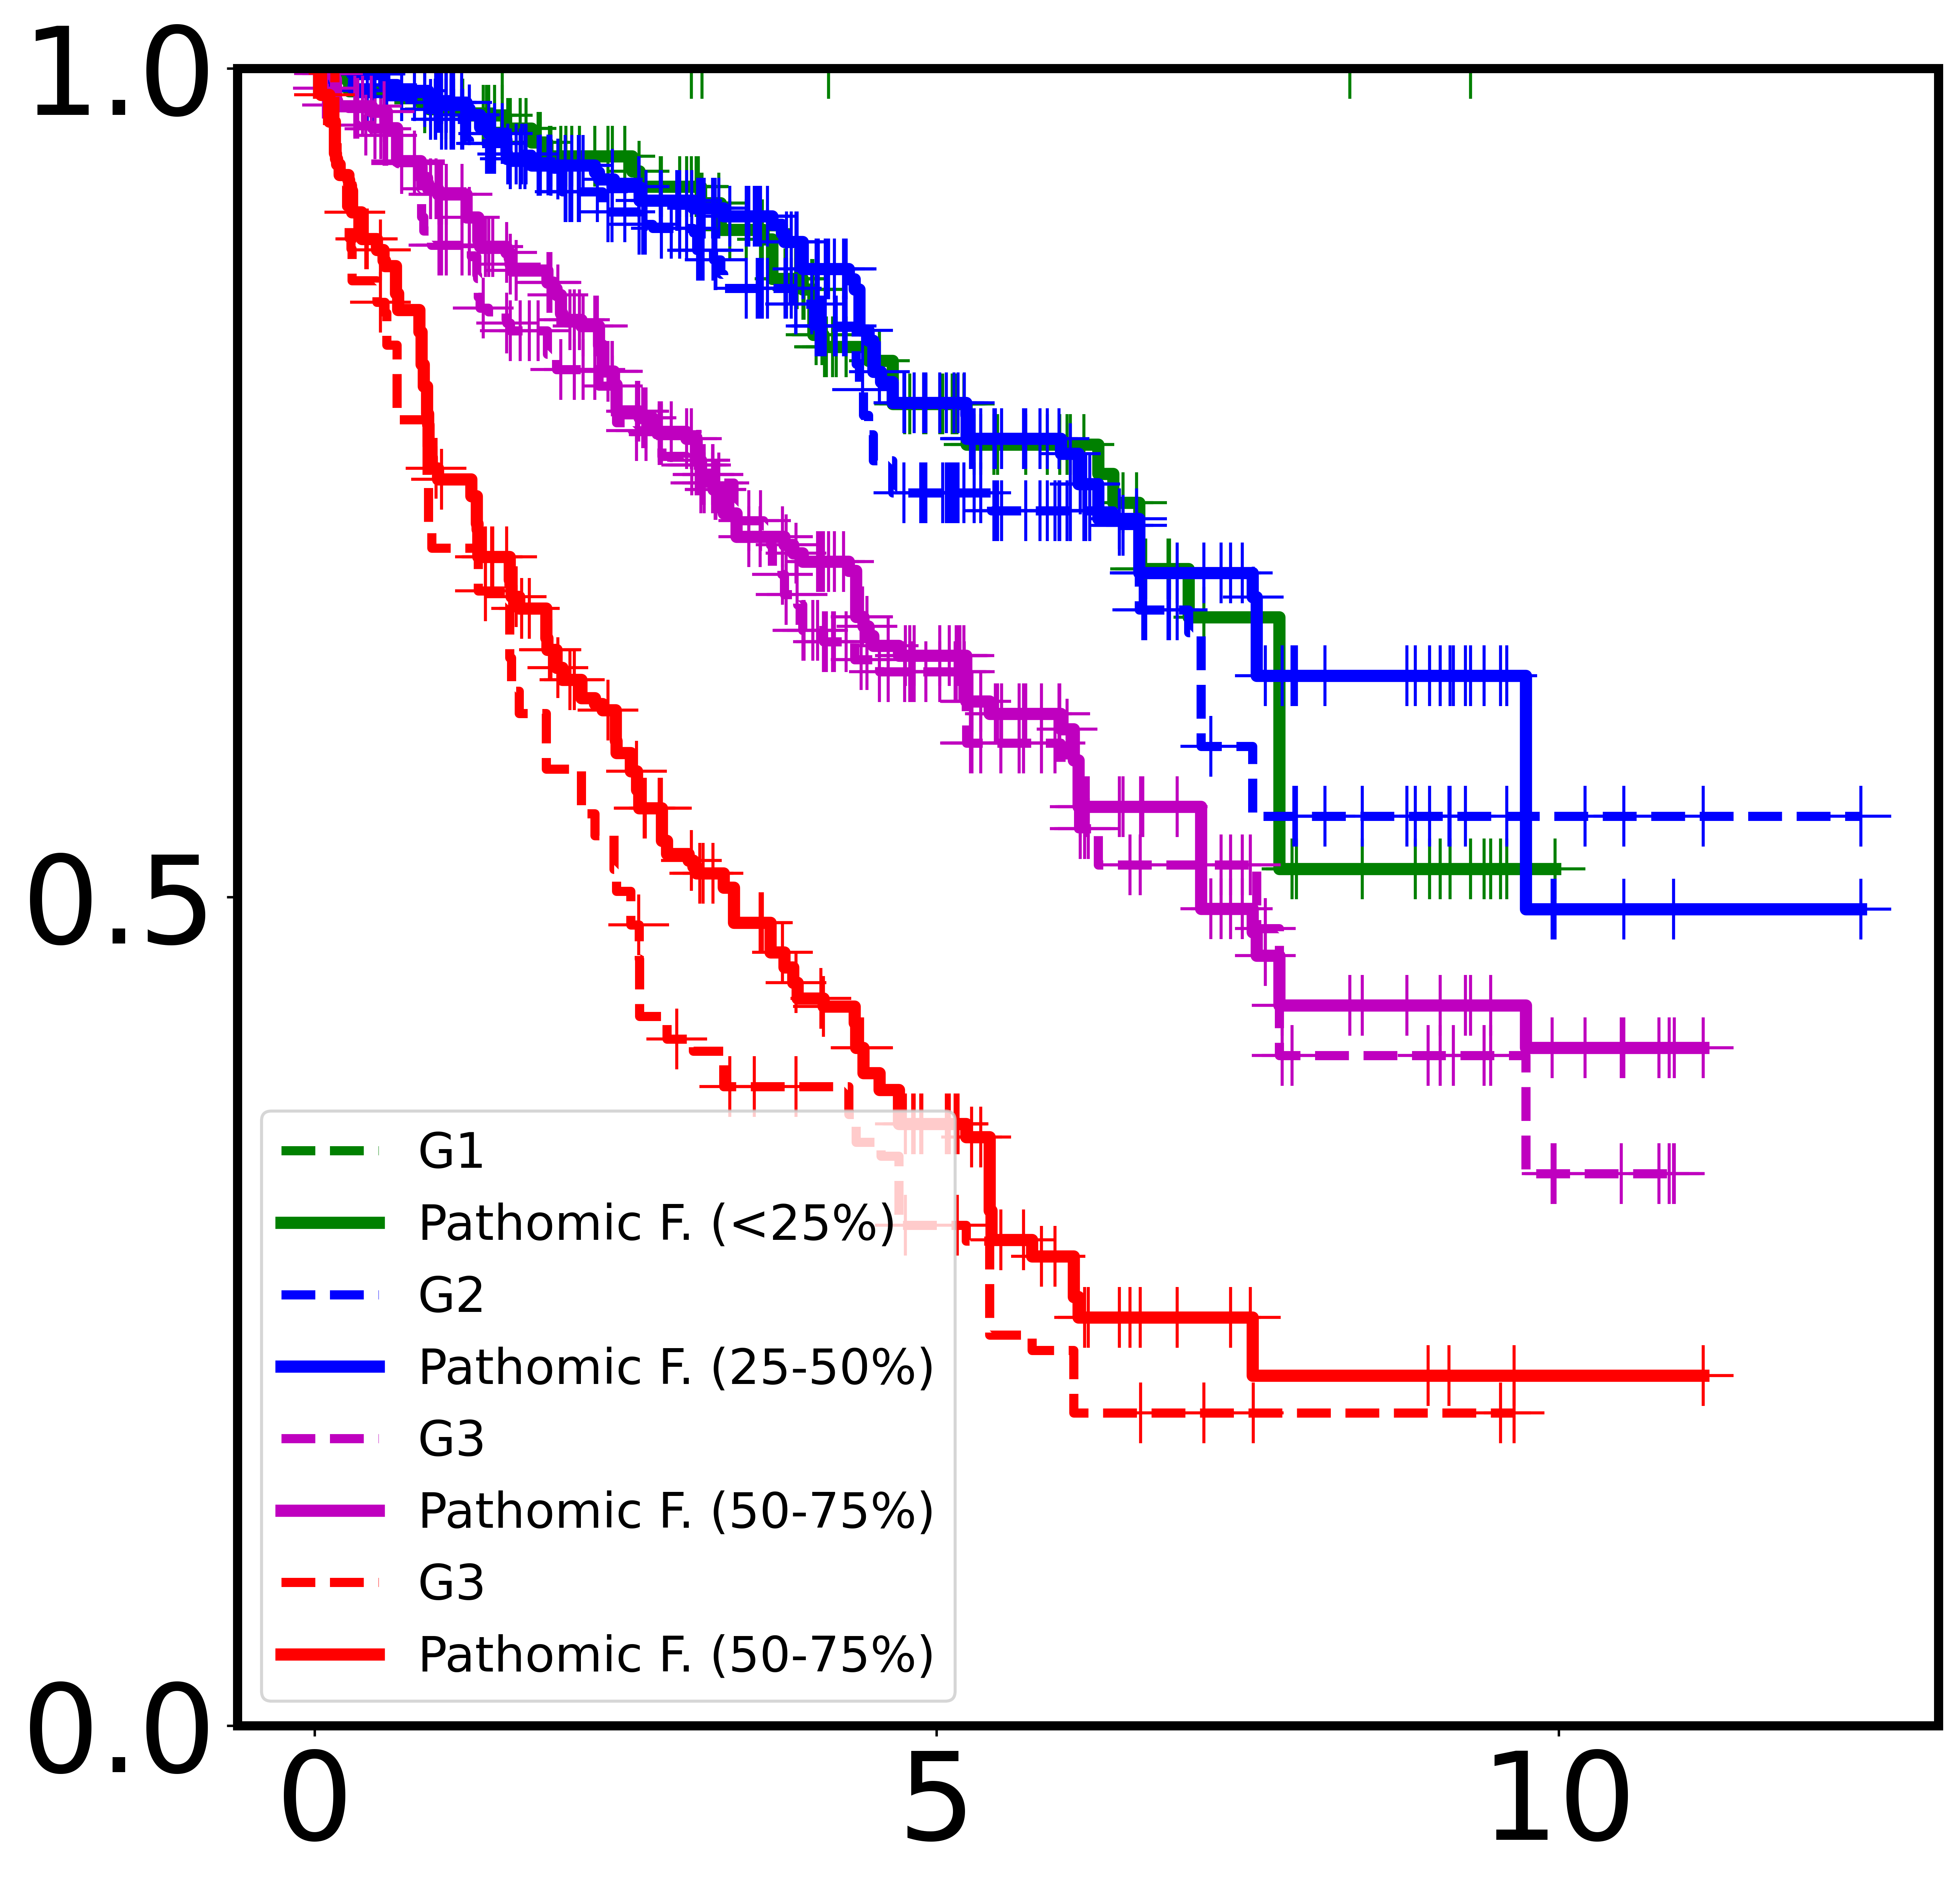 1.0
0.5
0.0
G1
Pathomic F. (<25%)
G2
Pathomic F. (25-50%)
G3
Pathomic F. (50-75%)
G3
Pathomic F. (50-75%)
0 5 10